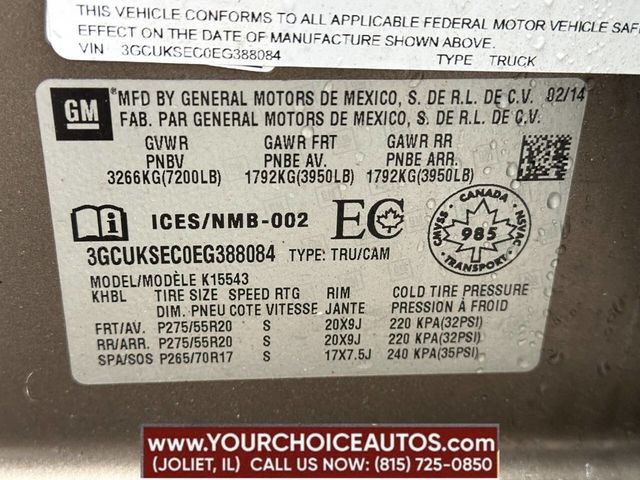 THIS VEHICLE CONFORMS TO ALL APPLICABLE FEDERAL MOTOR VEHICLE SAF
EFFECT ON THE DATE OF MANUFACTURE SHOWN ABOVE.
VIN 3GCUKSEC0EG388084 TYPE TRUCK
GM MFD BY GENERAL MOTORS DE MEXICO, S. DE R.L. DE C.V. 02/14
FAB. PAR GENERAL MOTORS DE MEXICO, S. DE R.L. DE C.V.
GVWR GAWR FRT GAWR RR
PNBV PNBE AV. PNBE ARR.
3266KG(7200LB) 1792KG(3950LB) 1792KG(3950LB)
ICES/NMB-002 EC CANADA CMVSS NSVAC 985 TRANSPORT
3GCUKSEC0EG388084 TYPE: TRU/CAM
MODEL/MODÈLE K15543
KHBL TIRE SIZE SPEED RTG RIM COLD TIRE PRESSURE
DIM. PNEU COTE VITESSE JANTE PRESSION À FROID
FRT/AV. P275/55R20 S 20X9J 220 KPA(32PSI)
RR/ARR. P275/55R20 S 20X9J 220 KPA(32PSI)
SPA/SOS P265/70R17 S 17X7.5J 240 KPA(35PSI)
WWW.YOURCHOICEAUTOS.COM
(JOLIET, IL) CALL US NOW: (815) 725-0850